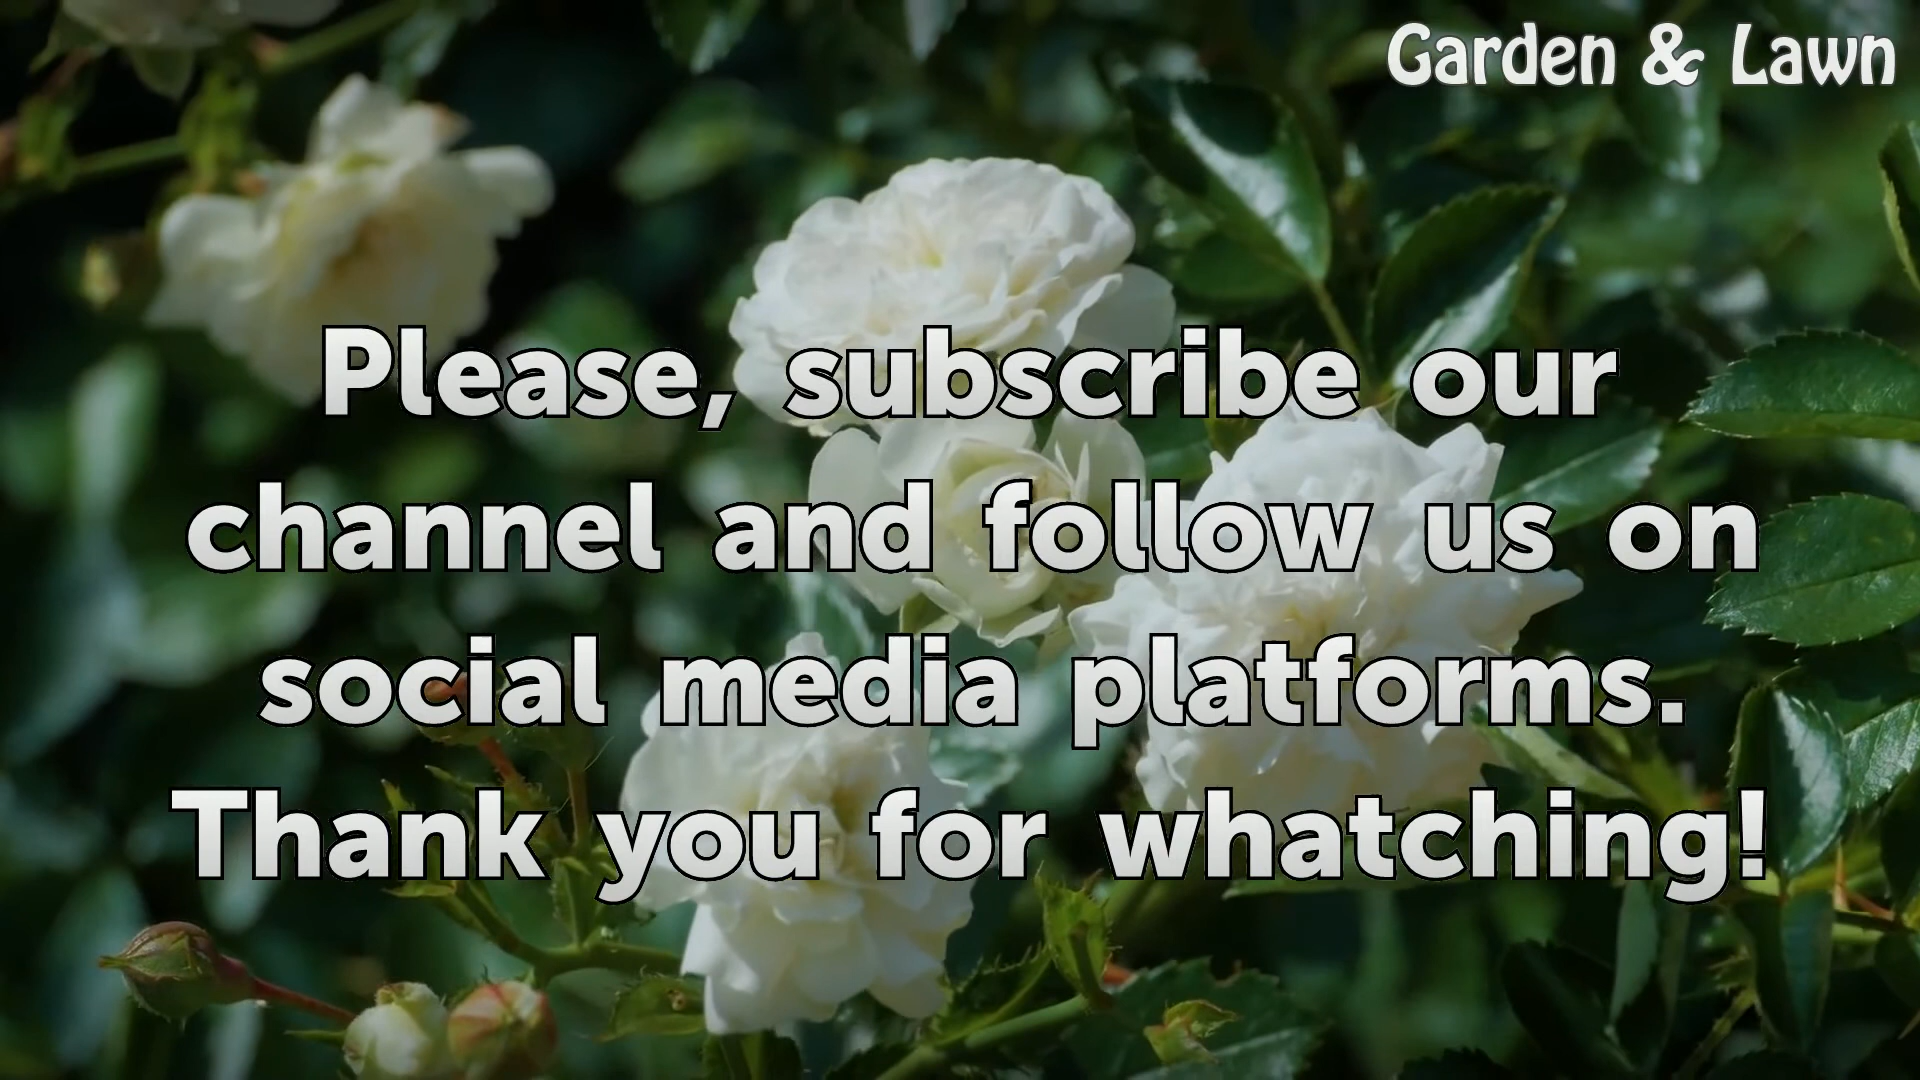 Garden & Lawn
Please, subscribe our
channel and follow us on
social media platforms.
Thank you for whatching!